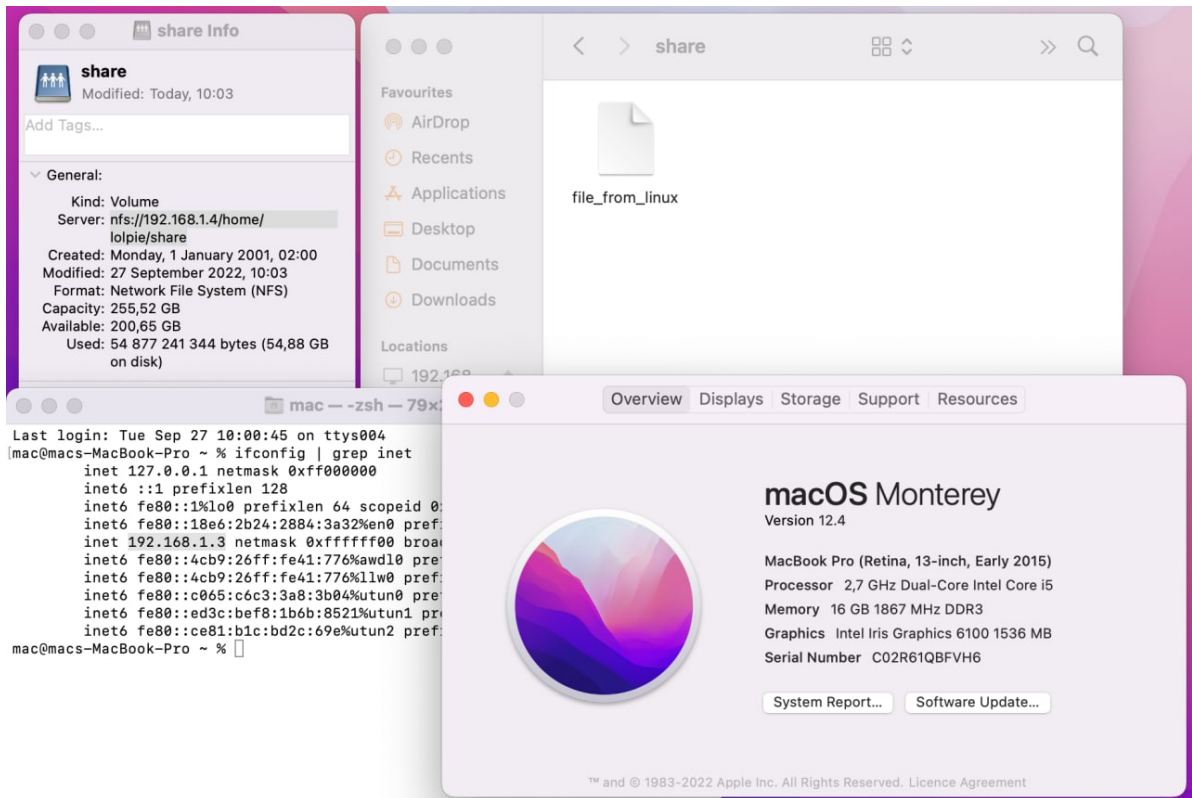 share Info
share
Modified: Today, 10:03
Add Tags...
General:
Kind: Volume
Server: nfs://192.168.1.4/home/
lolpie/share
Created: Monday, 1 January 2001, 02:00
Modified: 27 September 2022, 10:03
Format: Network File System (NFS)
Capacity: 255,52 GB
Available: 200,65 GB
Used: 54 877 241 344 bytes (54,88 GB
on disk)
share
Favourites
AirDrop
Recents
Applications
Desktop
Documents
Downloads
Locations
192.168
file_from_linux
mac — -zsh — 79×
Last login: Tue Sep 27 10:00:45 on ttys004
[mac@macs-MacBook-Pro ~ % ifconfig | grep inet
inet 127.0.0.1 netmask 0xff000000
inet6 ::1 prefixlen 128
inet6 fe80::1%lo0 prefixlen 64 scopeid 0
inet6 fe80::18e6:2b24:2884:3a32%en0 pref
inet 192.168.1.3 netmask 0xffffff00 broa
inet6 fe80::4cb9:26ff:fe41:776%awdl0 pre
inet6 fe80::4cb9:26ff:fe41:776%llw0 pref
inet6 fe80::c065:c6c3:3a8:3b04%utun0 pre
inet6 fe80::ed3c:bef8:1b6b:8521%utun1 pr
inet6 fe80::ce81:b1c:bd2c:69e%utun2 pref
mac@macs-MacBook-Pro ~ %
Overview Displays Storage Support Resources
macOS Monterey
Version 12.4
MacBook Pro (Retina, 13-inch, Early 2015)
Processor 2,7 GHz Dual-Core Intel Core i5
Memory 16 GB 1867 MHz DDR3
Graphics Intel Iris Graphics 6100 1536 MB
Serial Number C02R61QBFVH6
System Report... Software Update...
™ and © 1983-2022 Apple Inc. All Rights Reserved. Licence Agreement